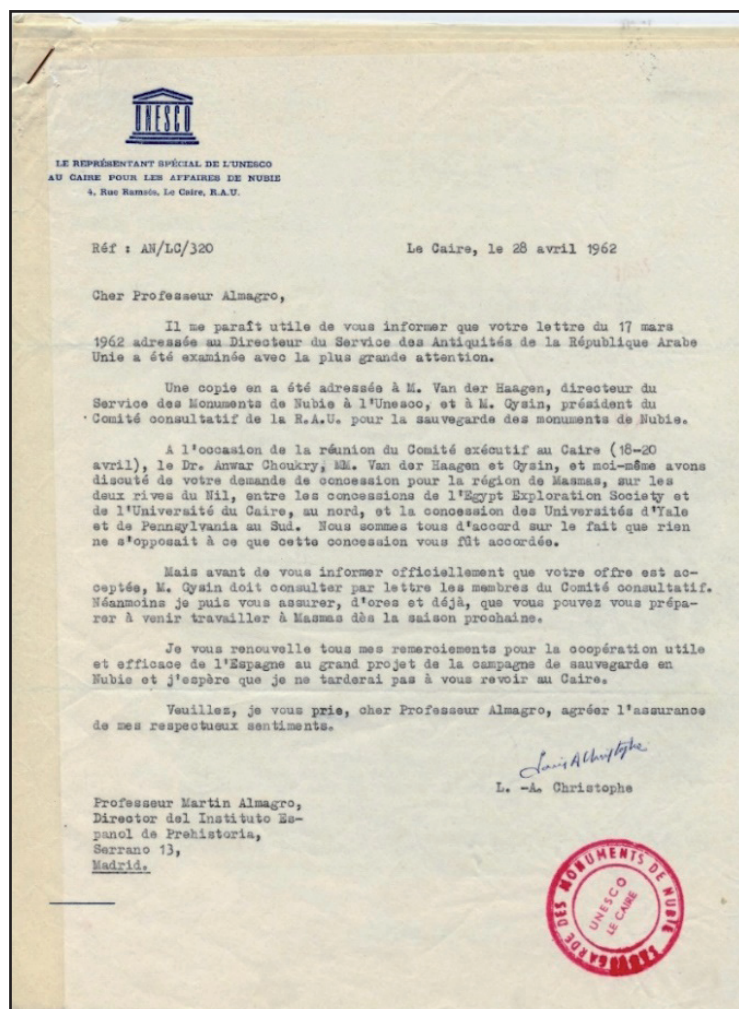 UNESCO
LE REPRÉSENTANT SPÉCIAL DE L'UNESCO
AU CAIRE POUR LES AFFAIRES DE NUBIE
4, Rue Ramsès, Le Caire, R.A.U.
Réf : AN/LC/320
Le Caire, le 28 avril 1962
Cher Professeur Almagro,
Il me paraît utile de vous informer que votre lettre du 17 mars
1962 adressée au Directeur du Service des Antiquités de la République Arabe
Unie a été examinée avec la plus grande attention.
Une copie en a été adressée à M. Van der Haagen, directeur du
Service des Monuments de Nubie à l'Unesco, et à M. Gysin, président du
Comité consultatif de la R.A.U. pour la sauvegarde des monuments de Nubie.
A l'occasion de la réunion du Comité exécutif au Caire (18-20
avril), le Dr. Anwar Choukry, MM. Van der Haagen et Gysin, et moi-même avons
discuté de votre demande de concession pour la région de Masmas, sur les
deux rives du Nil, entre les concessions de l'Egypt Exploration Society et
de l'Université du Caire, au nord, et la concession des Universités d'Yale
et de Pennsylvania au Sud. Nous sommes tous d'accord sur le fait que rien
ne s'opposait à ce que cette concession vous fût accordée.
Mais avant de vous informer officiellement que votre offre est ac-
ceptée, M. Gysin doit consulter par lettre les membres du Comité consultatif.
Néanmoins je puis vous assurer, d'ores et déjà, que vous pouvez vous prépa-
rer à venir travailler à Masmas dès la saison prochaine.
Je vous renouvelle tous mes remerciements pour la coopération utile
et efficace de l'Espagne au grand projet de la campagne de sauvegarde en
Nubie et j'espère que je ne tarderai pas à vous revoir au Caire.
Veuillez, je vous prie, cher Professeur Almagro, agréer l'assurance
de mes respectueux sentiments.
Louis A Christophe
L. -A. Christophe
Professeur Martin Almagro,
Director del Instituto Es-
panol de Prehistoria,
Serrano 13,
Madrid.
SAUVEGARDE DES MONUMENTS DE NUBIE
UNESCO
LE CAIRE